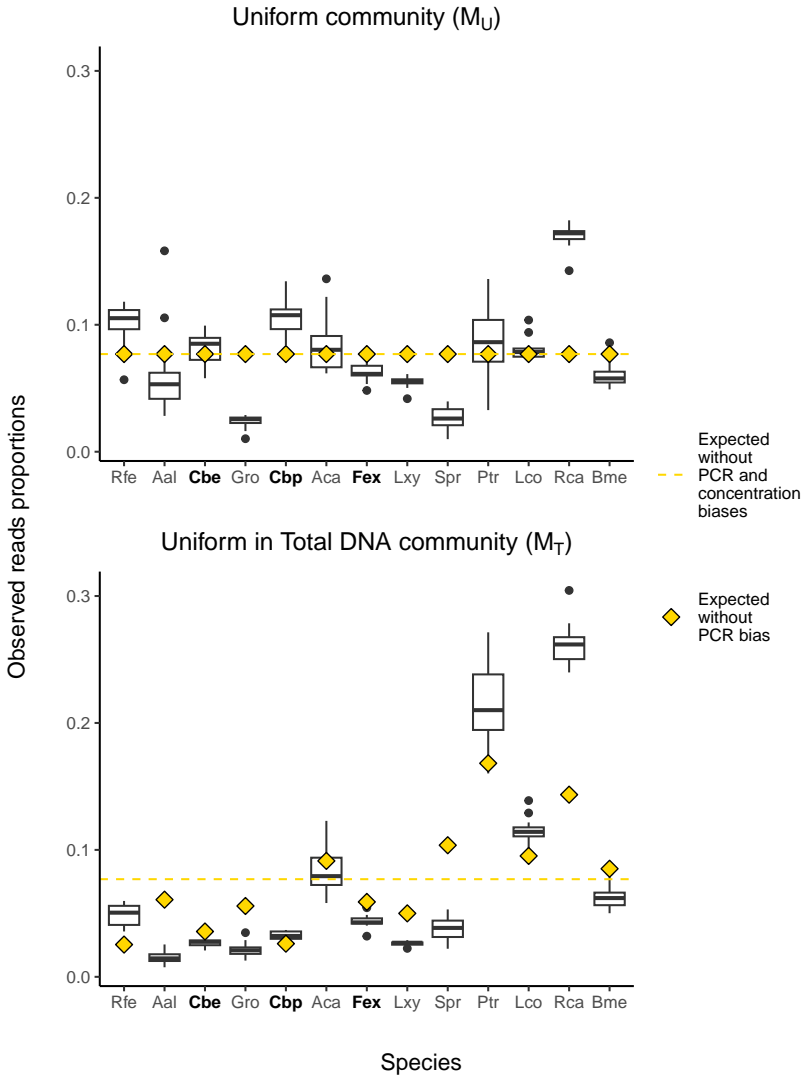 Uniform community (M_U)
0.3
0.2
0.1
0.0
Rfe Aal Cbe Gro Cbp Aca Fex Lxy Spr Ptr Lco Rca Bme
Observed reads proportions
Expected
without
PCR and
concentration
biases
Uniform in Total DNA community (M_T)
0.3
0.2
0.1
0.0
Rfe Aal Cbe Gro Cbp Aca Fex Lxy Spr Ptr Lco Rca Bme
Expected
without
PCR bias
Species